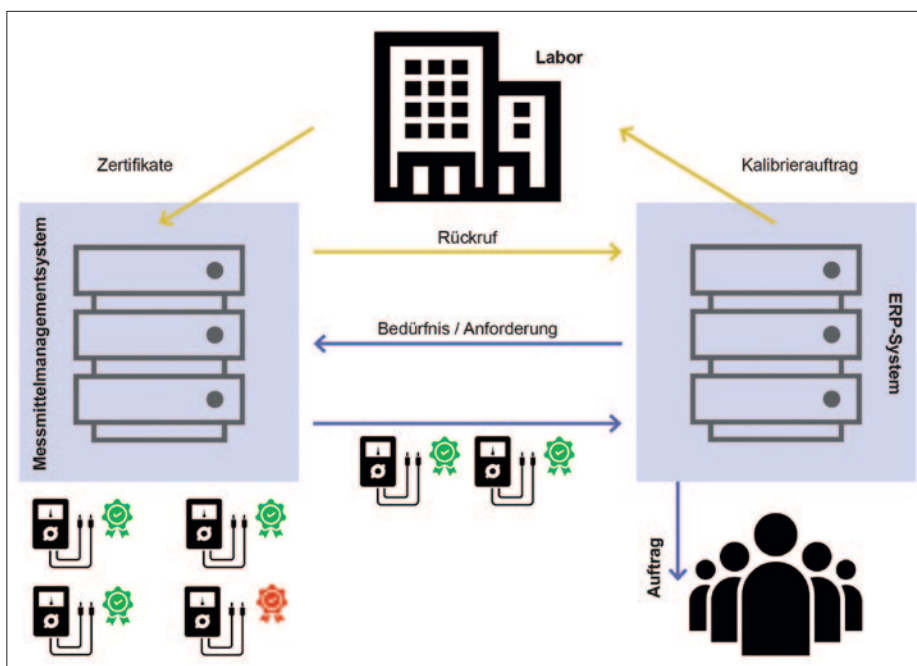 Labor
Zertifikate
Kalibrierauftrag
Messmittelmanagementsystem
Rückruf
Bedürfnis / Anforderung
ERP-System
Auftrag